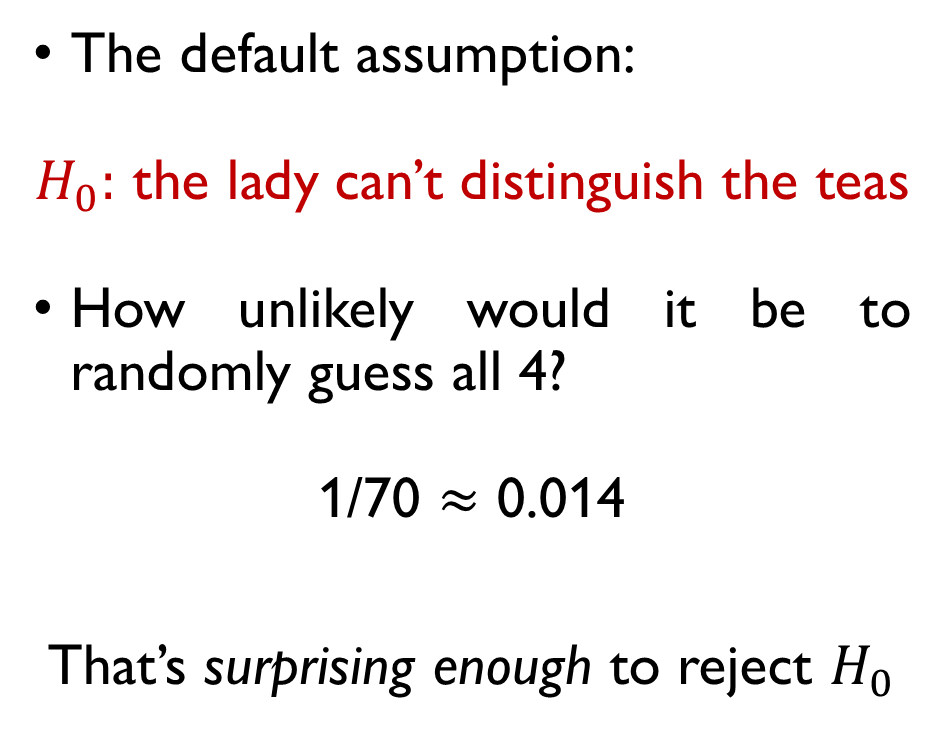 • The default assumption:
H₀: the lady can’t distinguish the teas
• How unlikely would it be to
randomly guess all 4?
1/70 ≈ 0.014
That’s surprising enough to reject H₀